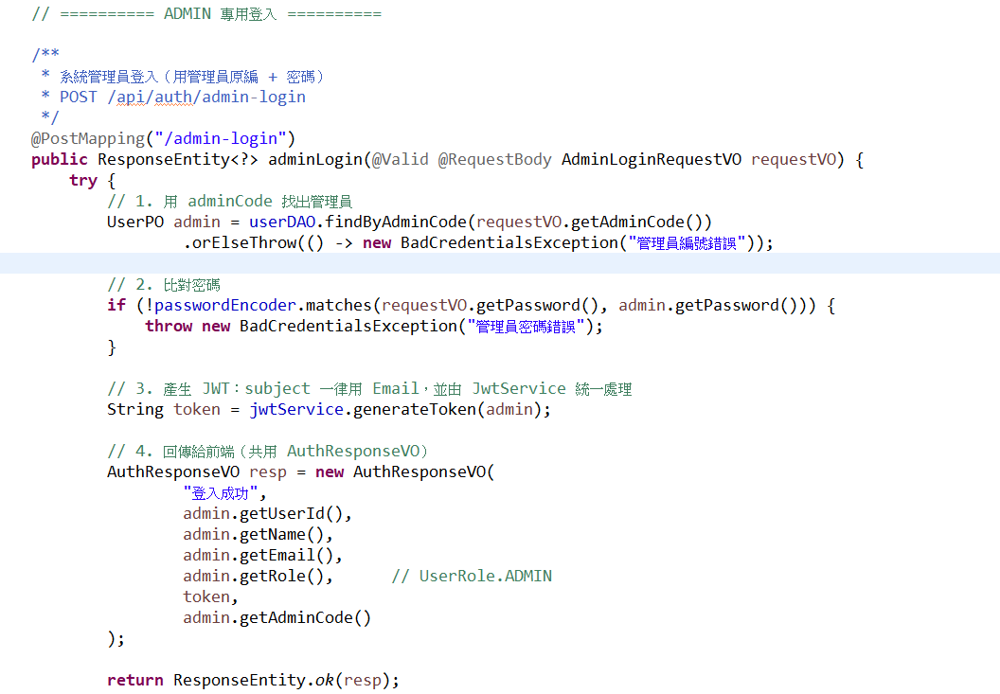 // ========== ADMIN 專用登入 ==========
/**
* 系統管理員登入（用管理員原編 + 密碼）
* POST /api/auth/admin-login
*/
@PostMapping("/admin-login")
public ResponseEntity<?> adminLogin(@Valid @RequestBody AdminLoginRequestVO requestVO) {
try {
// 1. 用 adminCode 找出管理員
UserPO admin = userDAO.findByAdminCode(requestVO.getAdminCode())
.orElseThrow(() -> new BadCredentialsException("管理員編號錯誤"));
// 2. 比對密碼
if (!passwordEncoder.matches(requestVO.getPassword(), admin.getPassword())) {
throw new BadCredentialsException("管理員密碼錯誤");
}
// 3. 產生 JWT：subject 一律用 Email，並由 JwtService 統一處理
String token = jwtService.generateToken(admin);
// 4. 回傳給前端（共用 AuthResponseVO）
AuthResponseVO resp = new AuthResponseVO(
"登入成功",
admin.getUserId(),
admin.getName(),
admin.getEmail(),
admin.getRole(), // UserRole.ADMIN
token,
admin.getAdminCode()
);
return ResponseEntity.ok(resp);